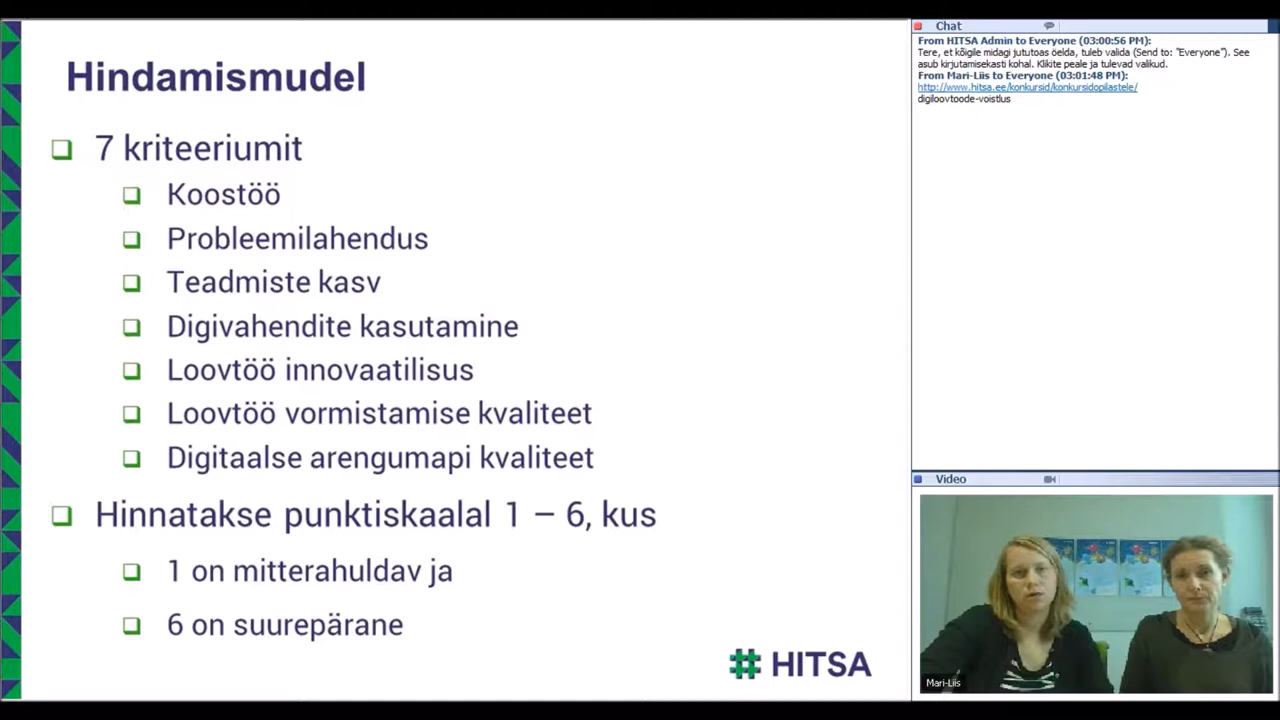 Hindamismudel
7 kriteeriumit
Koostöö
Probleemilahendus
Teadmiste kasv
Digivahendite kasutamine
Loovtöö innovaatilisus
Loovtöö vormistamise kvaliteet
Digitaalse arengumapi kvaliteet
Hinnatakse punktiskaalal 1 – 6, kus
1 on mitterahuldav ja
6 on suurepärane
HITSA
Chat
From HITSA Admin to Everyone (03:00:56 PM):
Tere, et kõigile midagi jututoas öelda, tuleb valida (Send to: "Everyone"). See
asub kirjutamisekasti kohal. Klikite peale ja tulevad valikud.
From Mari-Liis to Everyone (03:01:48 PM):
http://www.hitsa.ee/konkursid/konkursidopilastele/
digiloovtoode-voistlus
Video
Mari-Liis